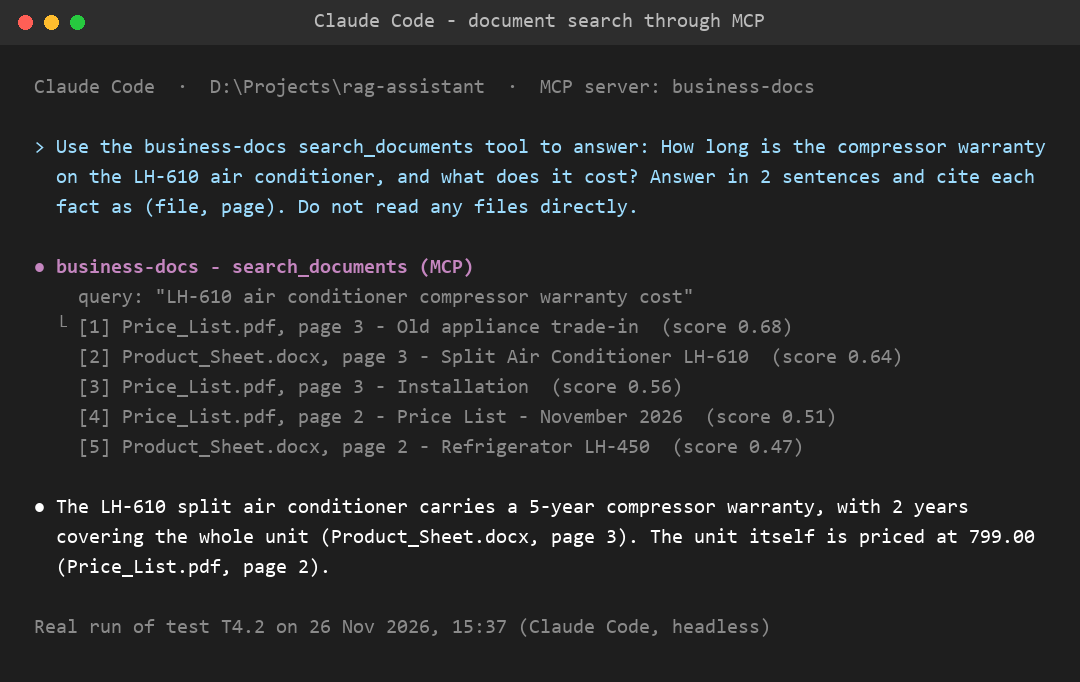 Claude Code - document search through MCP
Claude Code · D:\Projects\rag-assistant · MCP server: business-docs
> Use the business-docs search_documents tool to answer: How long is the compressor warranty
on the LH-610 air conditioner, and what does it cost? Answer in 2 sentences and cite each
fact as (file, page). Do not read any files directly.
● business-docs - search_documents (MCP)
query: "LH-610 air conditioner compressor warranty cost"
└ [1] Price_List.pdf, page 3 - Old appliance trade-in (score 0.68)
[2] Product_Sheet.docx, page 3 - Split Air Conditioner LH-610 (score 0.64)
[3] Price_List.pdf, page 3 - Installation (score 0.56)
[4] Price_List.pdf, page 2 - Price List - November 2026 (score 0.51)
[5] Product_Sheet.docx, page 2 - Refrigerator LH-450 (score 0.47)
● The LH-610 split air conditioner carries a 5-year compressor warranty, with 2 years
covering the whole unit (Product_Sheet.docx, page 3). The unit itself is priced at 799.00
(Price_List.pdf, page 2).
Real run of test T4.2 on 26 Nov 2026, 15:37 (Claude Code, headless)